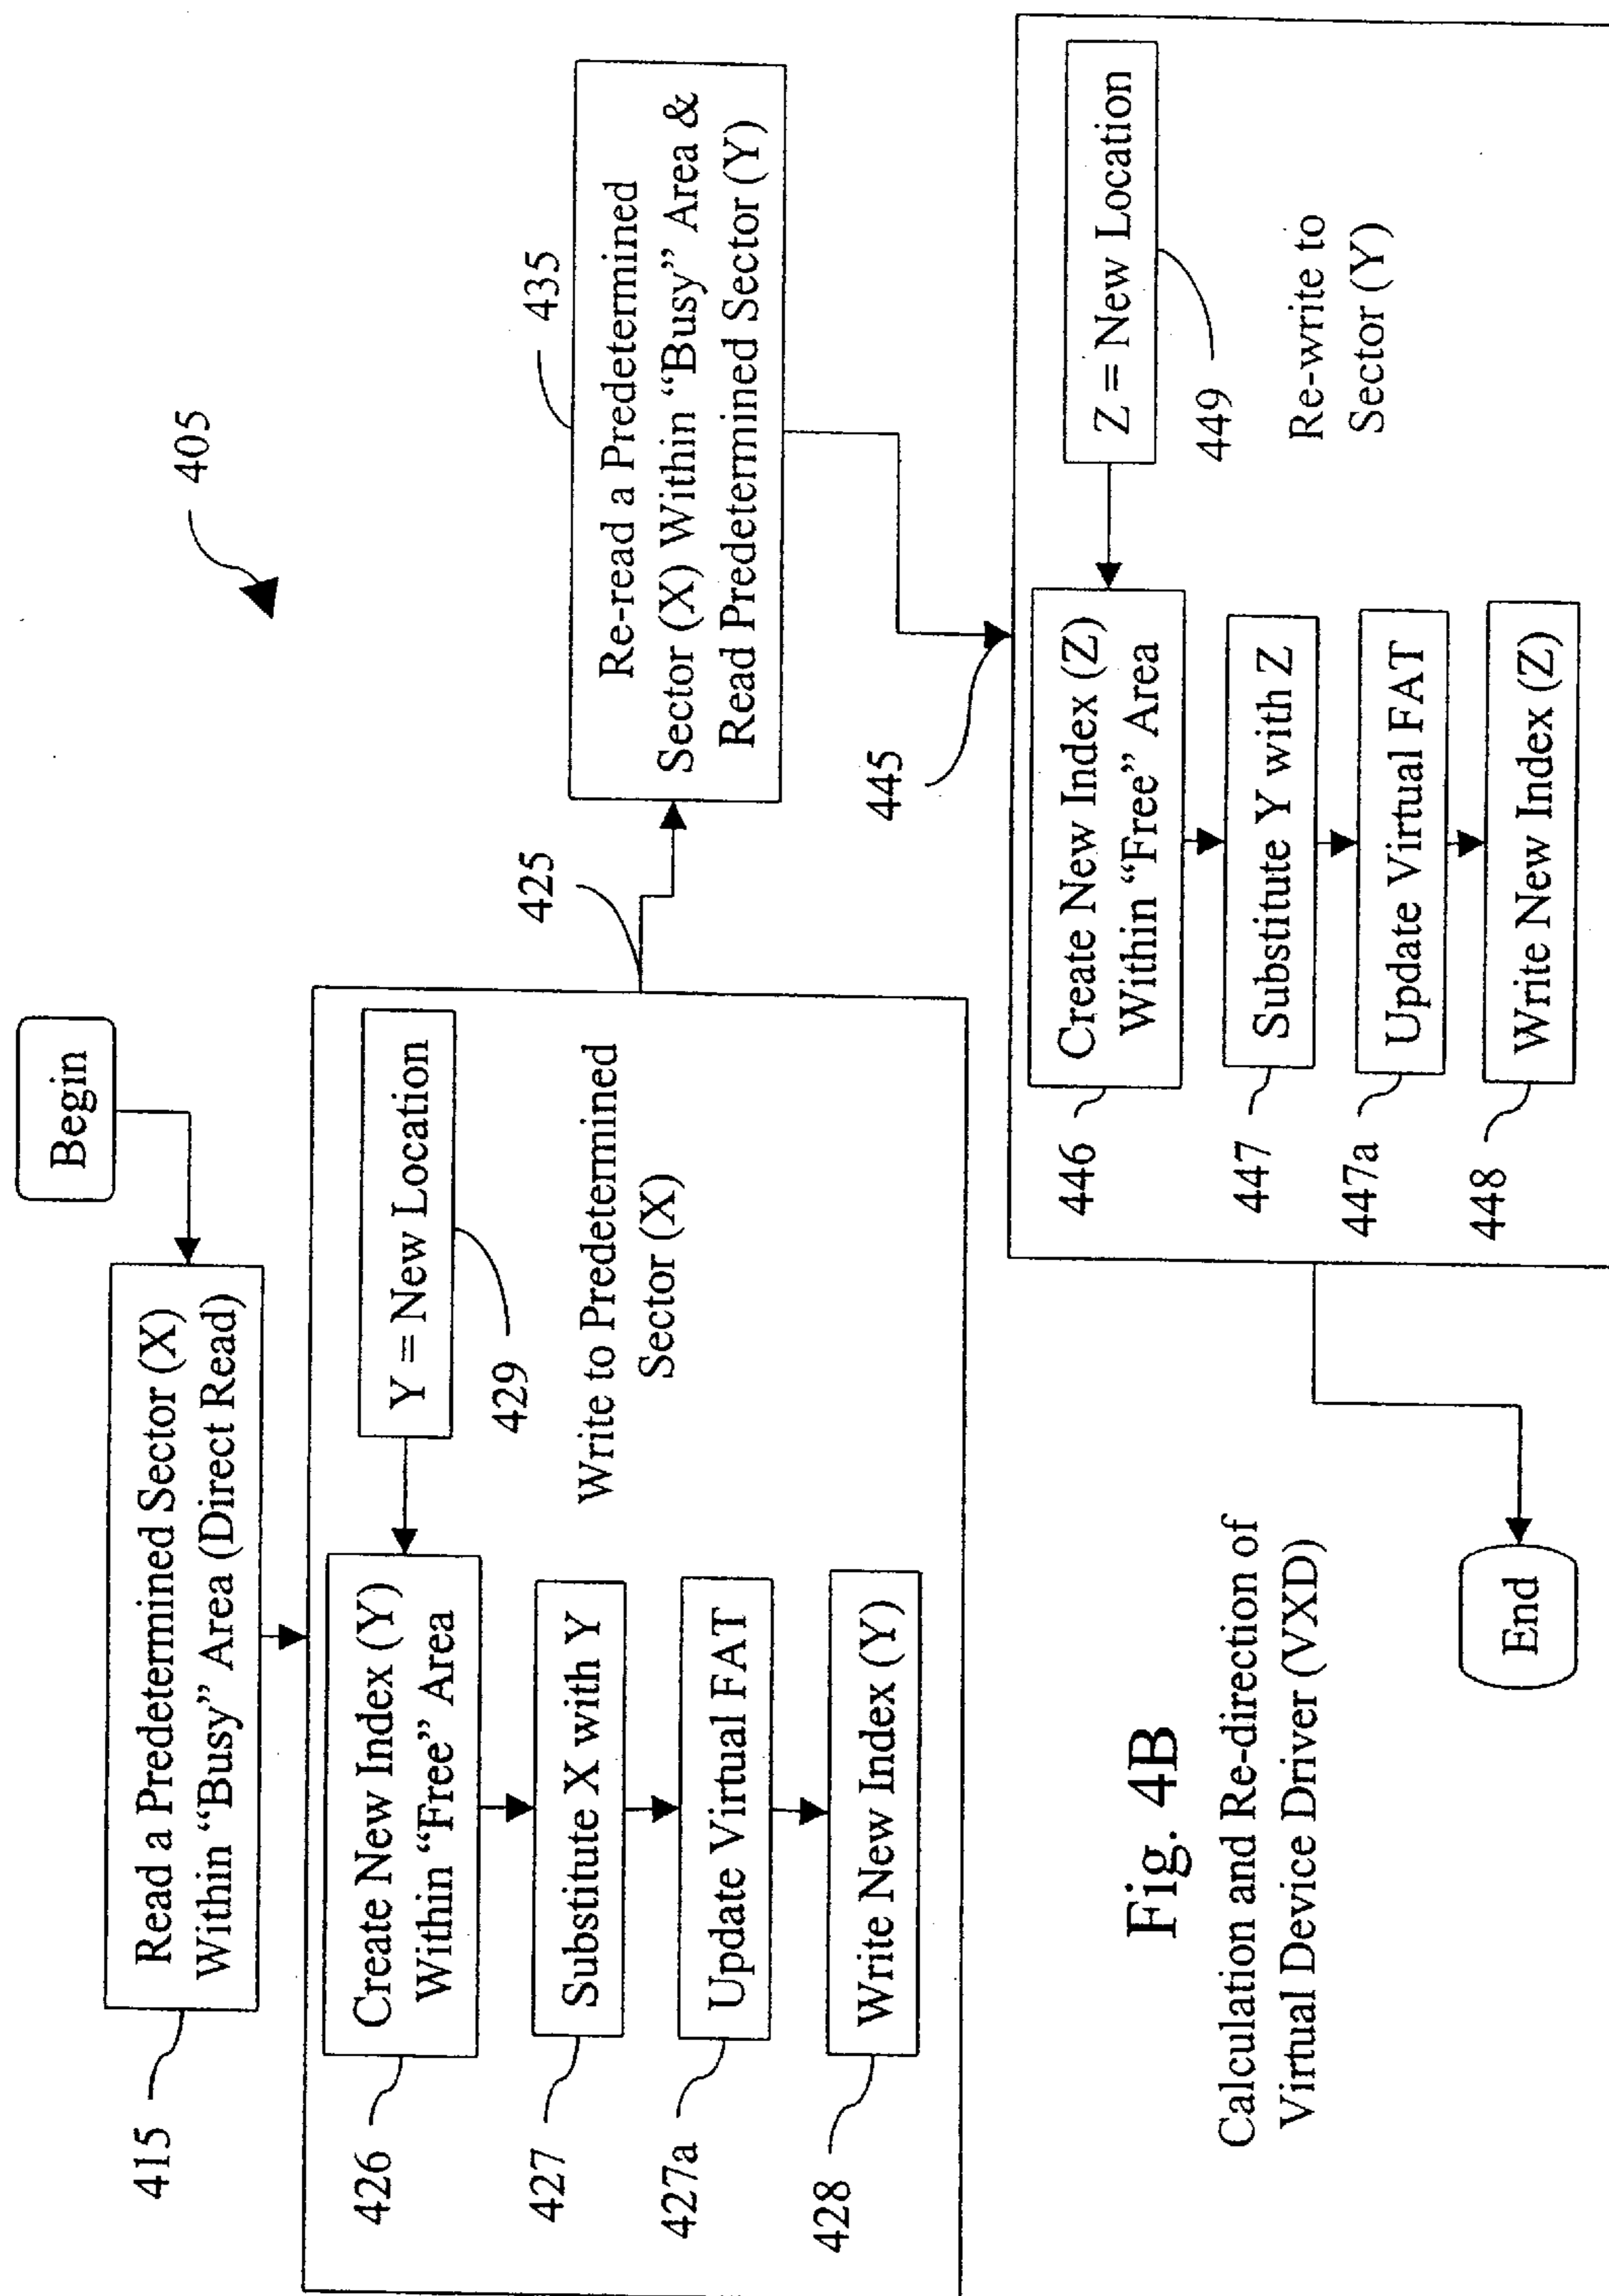 Begin
405
415
Read a Predetermined Sector (X)
Within “Busy” Area (Direct Read)
425
426
Create New Index (Y)
Within “Free” Area
Y = New Location
429
427
Substitute X with Y
427a
Update Virtual FAT
428
Write New Index (Y)
Write to Predetermined
Sector (X)
435
Re-read a Predetermined
Sector (X) Within “Busy” Area &
Read Predetermined Sector (Y)
445
446
Create New Index (Z)
Within “Free” Area
Z = New Location
449
447
Substitute Y with Z
447a
Update Virtual FAT
448
Write New Index (Z)
Re-write to
Sector (Y)
End
Fig. 4B
Calculation and Re-direction of
Virtual Device Driver (VXD)